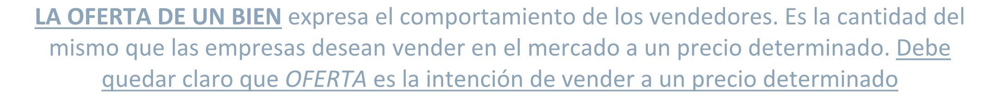 LA OFERTA DE UN BIEN expresa el comportamiento de los vendedores. Es la cantidad del
mismo que las empresas desean vender en el mercado a un precio determinado. Debe
quedar claro que OFERTA es la intención de vender a un precio determinado